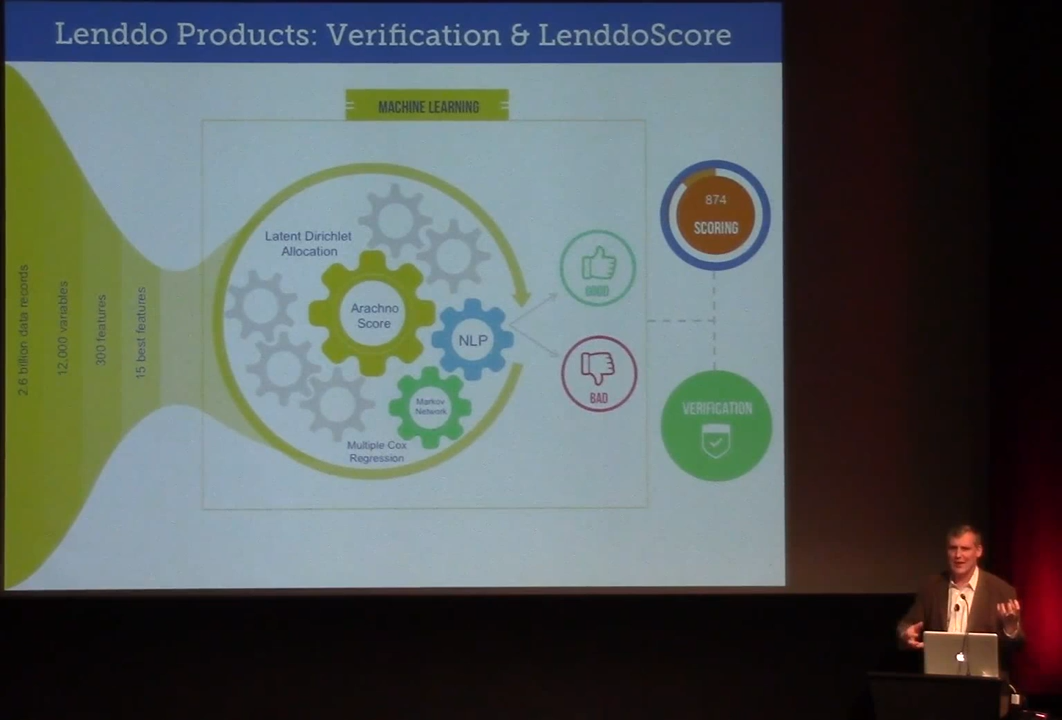 Lenddo Products: Verification & LenddoScore
MACHINE LEARNING
2.6 billion data records
12,000 variables
300 features
15 best features
Latent Dirichlet
Allocation
Arachno
Score
NLP
Markov
Network
Multiple Cox
Regression
GOOD
BAD
874
SCORING
VERIFICATION